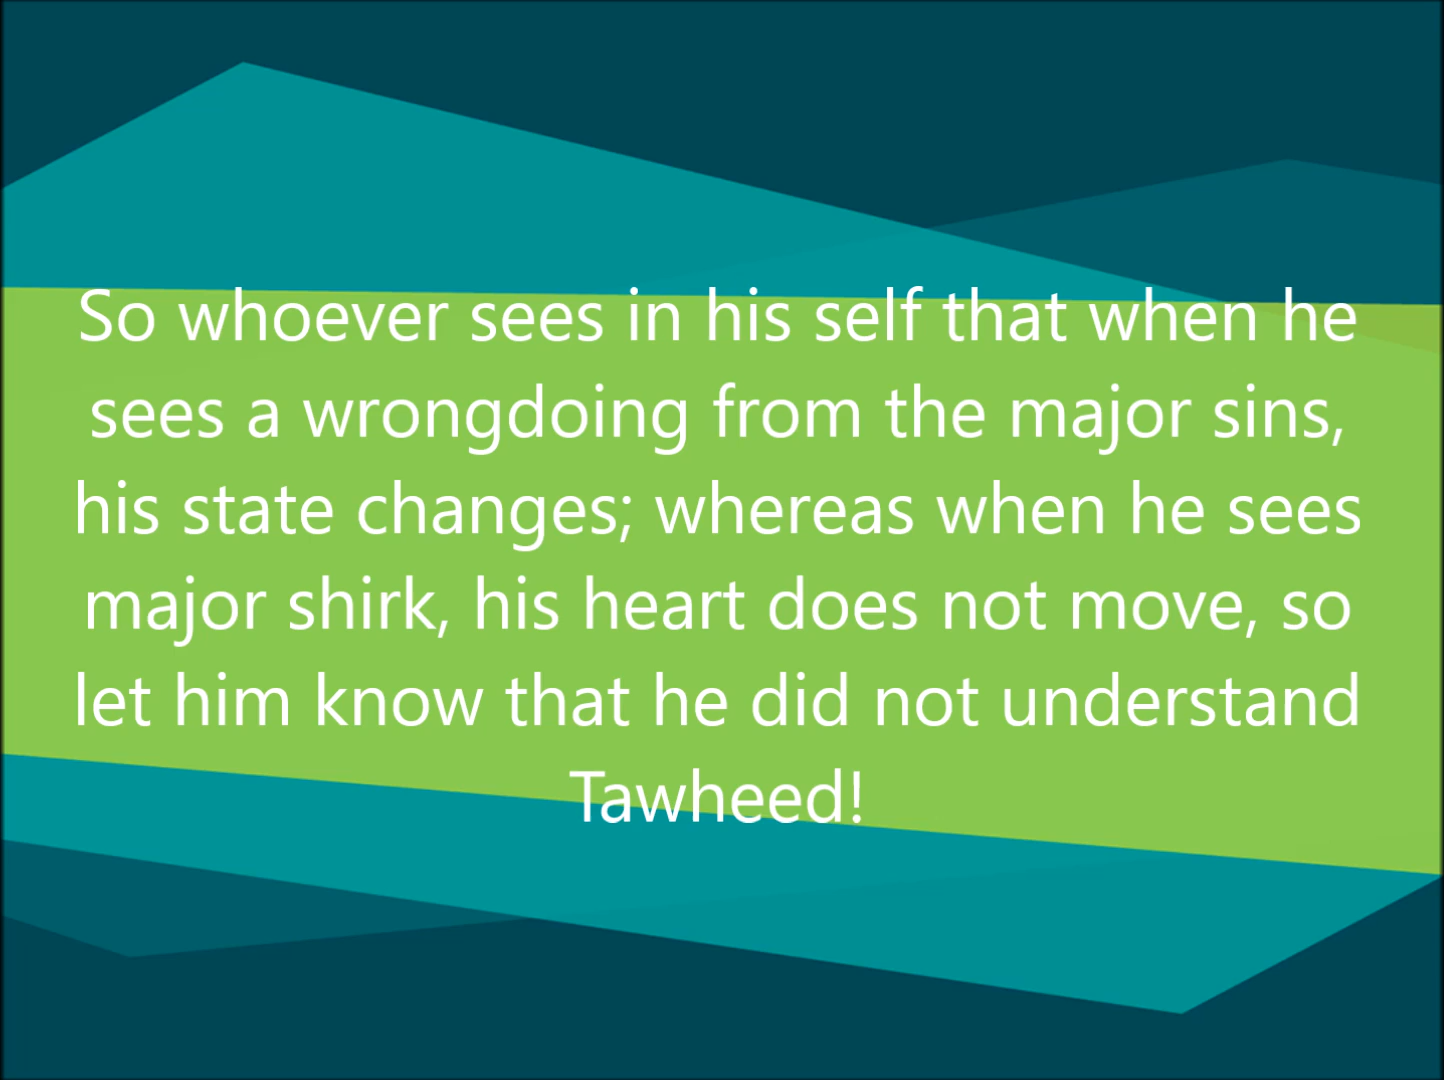 So whoever sees in his self that when he
sees a wrongdoing from the major sins,
his state changes; whereas when he sees
major shirk, his heart does not move, so
let him know that he did not understand
Tawheed!